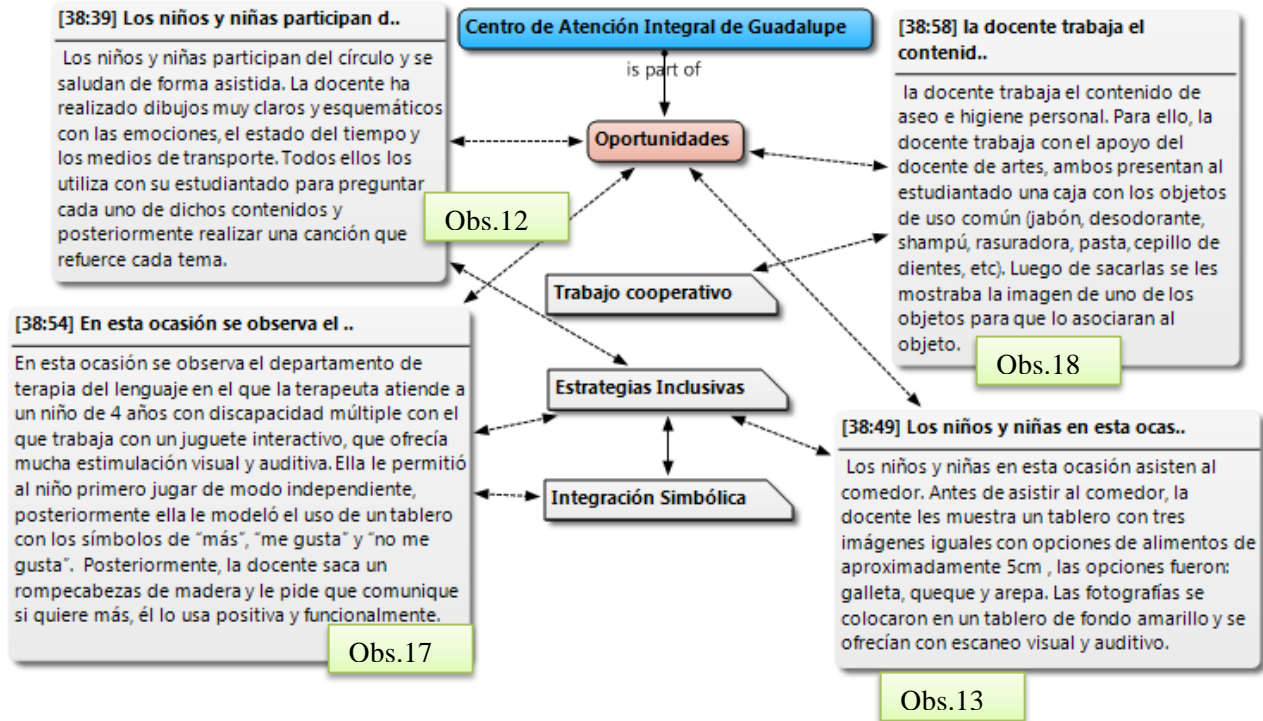 [38:39] Los niños y niñas participan d..
Los niños y niñas participan del círculo y se
saludan de forma asistida. La docente ha
realizado dibujos muy claros y esquemáticos
con las emociones, el estado del tiempo y
los medios de transporte. Todos ellos los
utiliza con su estudiantado para preguntar
cada uno de dichos contenidos y
posteriormente realizar una canción que
refuerce cada tema.
Obs.12
Centro de Atención Integral de Guadalupe
is part of
Oportunidades
[38:58] la docente trabaja el
contenid..
la docente trabaja el contenido de
aseo e higiene personal. Para ello, la
docente trabaja con el apoyo del
docente de artes, ambos presentan al
estudiantado una caja con los objetos
de uso común (jabón, desodorante,
shampú, rasuradora, pasta, cepillo de
dientes, etc). Luego de sacarlas se les
mostraba la imagen de uno de los
objetos para que lo asociaran al
objeto.
Obs.18
Trabajo cooperativo
Estrategias Inclusivas
Integración Simbólica
[38:54] En esta ocasión se observa el ..
En esta ocasión se observa el departamento de
terapia del lenguaje en el que la terapeuta atiende a
un niño de 4 años con discapacidad múltiple con el
que trabaja con un juguete interactivo, que ofrecía
mucha estimulación visual y auditiva. Ella le permitió
al niño primero jugar de modo independiente,
posteriormente ella le modeló el uso de un tablero
con los símbolos de “más”, “me gusta” y “no me
gusta”. Posteriormente, la docente saca un
rompecabezas de madera y le pide que comunique
si quiere más, él lo usa positiva y funcionalmente.
Obs.17
[38:49] Los niños y niñas en esta ocas..
Los niños y niñas en esta ocasión asisten al
comedor. Antes de asistir al comedor, la
docente les muestra un tablero con tres
imágenes iguales con opciones de alimentos de
aproximadamente 5cm , las opciones fueron:
galleta, queque y arepa. Las fotografías se
colocaron en un tablero de fondo amarillo y se
ofrecían con escaneo visual y auditivo.
Obs.13